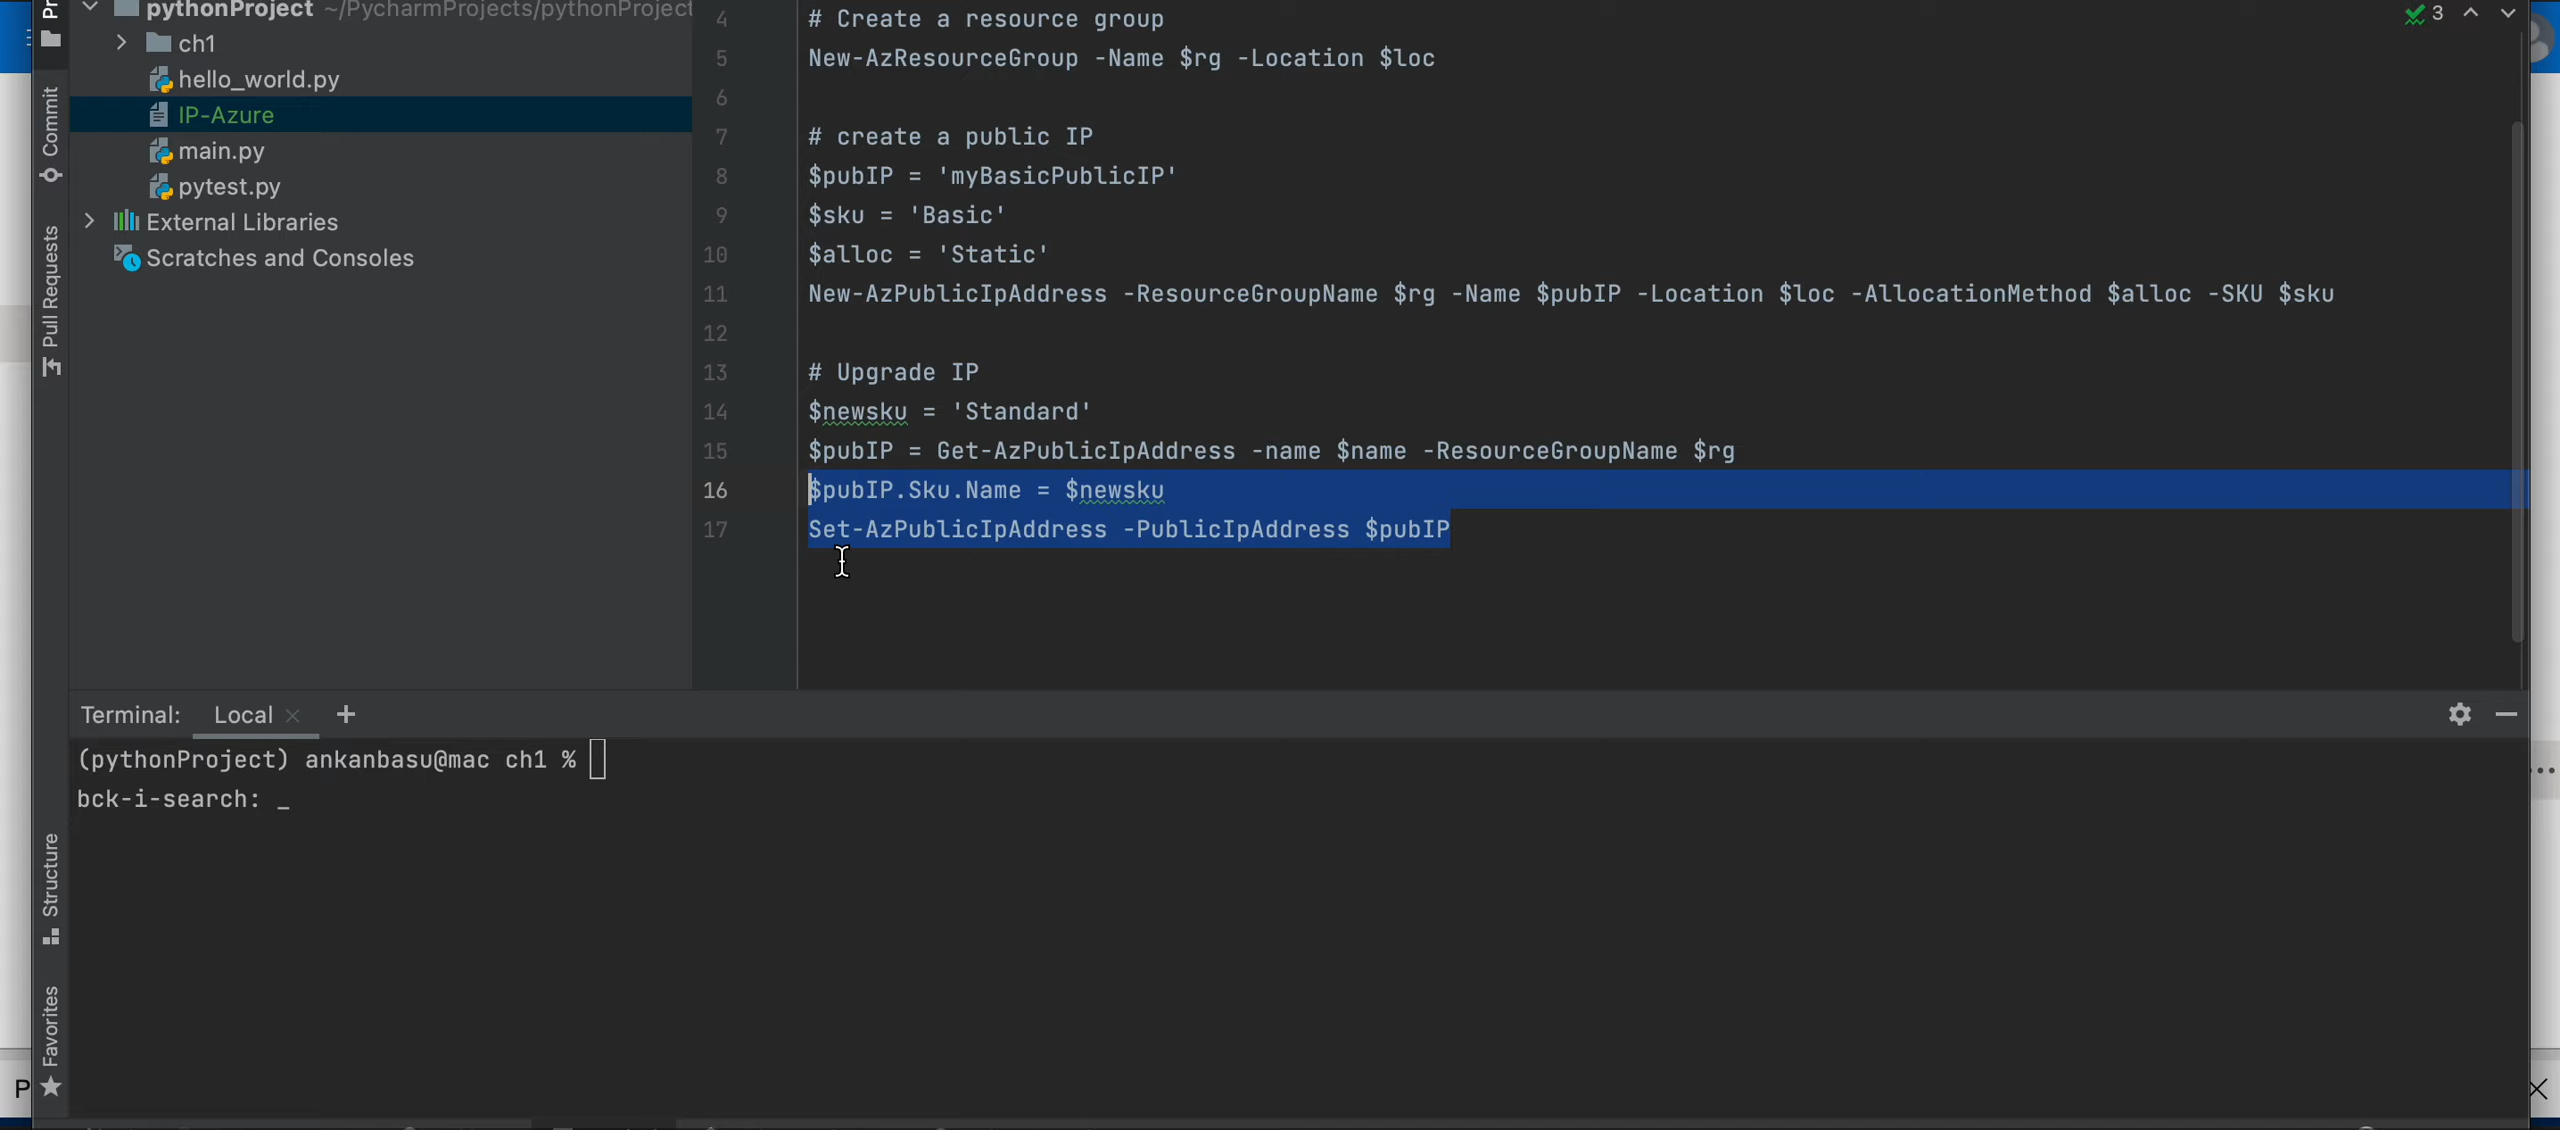 pythonProject ~/PycharmProjects/pythonProject
ch1
hello_world.py
IP-Azure
main.py
pytest.py
External Libraries
Scratches and Consoles
Commit
Pull Requests
Structure
Favorites
3
4 # Create a resource group
5 New-AzResourceGroup -Name $rg -Location $loc
6
7 # create a public IP
8 $pubIP = 'myBasicPublicIP'
9 $sku = 'Basic'
10 $alloc = 'Static'
11 New-AzPublicIpAddress -ResourceGroupName $rg -Name $pubIP -Location $loc -AllocationMethod $alloc -SKU $sku
12
13 # Upgrade IP
14 $newsku = 'Standard'
15 $pubIP = Get-AzPublicIpAddress -name $name -ResourceGroupName $rg
16 $pubIP.Sku.Name = $newsku
17 Set-AzPublicIpAddress -PublicIpAddress $pubIP
Terminal: Local
(pythonProject) ankanbasu@mac ch1 %
bck-i-search: _